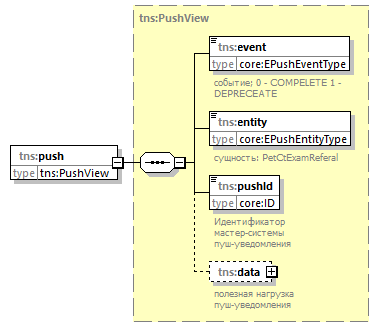 tns:PushView
tns:event
type core:EPushEventType
событие; 0 - COMPELETE 1 -
DEPRECEATE
tns:entity
type core:EPushEntityType
сущность: PetCtExamReferal
tns:push
type tns:PushView
tns:pushId
type core:ID
Идентификатор
мастер-системы
пуш-уведомления
tns:data
полезная нагрузка
пуш-уведомления